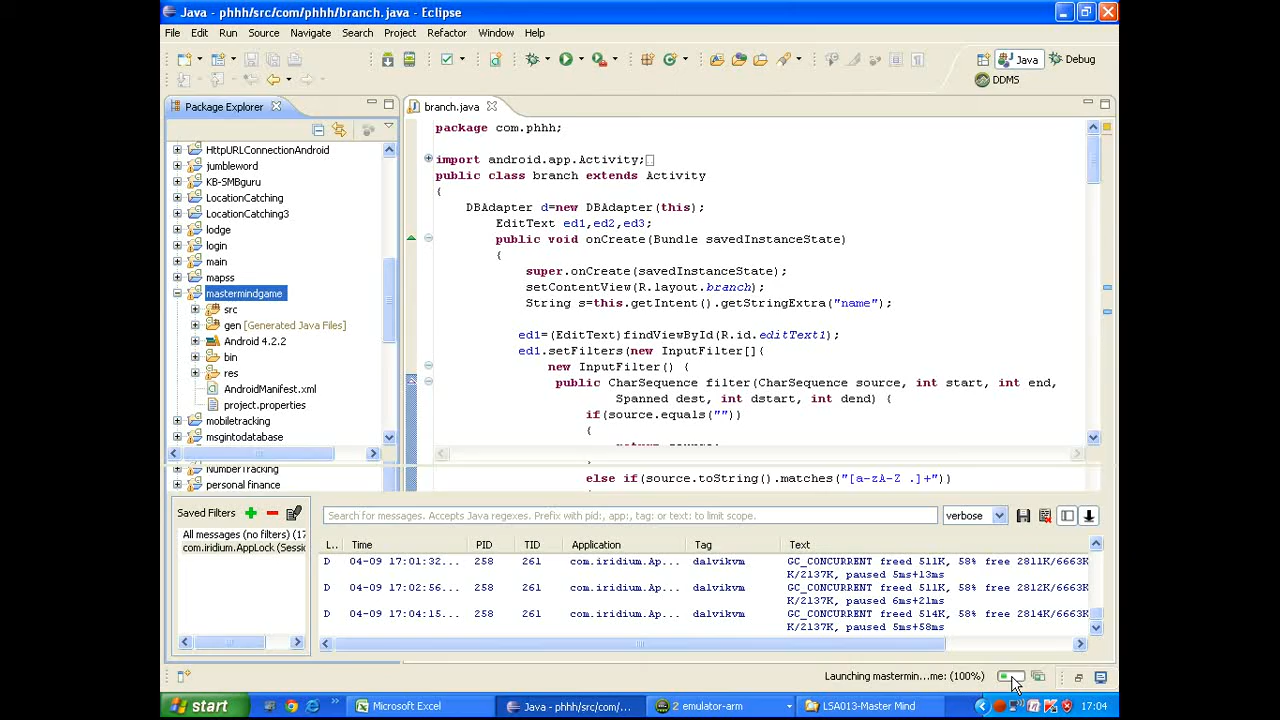 Java - phhh/src/com/phhh/branch.java - Eclipse
File Edit Run Source Navigate Search Project Refactor Window Help
Java Debug
DDMS
Package Explorer
HttpURLConnectionAndroid
jumbleword
KB-SMBguru
LocationCatching
LocationCatching3
lodge
login
main
mapss
mastermindgame
src
gen [Generated Java Files]
Android 4.2.2
bin
res
AndroidManifest.xml
project.properties
mobiletracking
msgintodatabase
NumberTracking
personal finance
branch.java
package com.phhh;
import android.app.Activity;
public class branch extends Activity
{
DBAdapter d=new DBAdapter(this);
EditText ed1,ed2,ed3;
public void onCreate(Bundle savedInstanceState)
{
super.onCreate(savedInstanceState);
setContentView(R.layout.branch);
String s=this.getIntent().getStringExtra("name");
ed1=(EditText)findViewById(R.id.editText1);
ed1.setFilters(new InputFilter[]{
new InputFilter() {
public CharSequence filter(CharSequence source, int start, int end,
Spanned dest, int dstart, int dend) {
if(source.equals(""))
{
else if(source.toString().matches("[a-zA-Z .]+"))
Saved Filters
All messages (no filters) (17
com.iridium.AppLock (Sessi
Search for messages. Accepts Java regexes. Prefix with pid:, app:, tag: or text: to limit scope.
verbose
L.. Time PID TID Application Tag Text
D 04-09 17:01:32... 258 261 com.iridium.Ap... dalvikvm GC_CONCURRENT freed 511K, 58% free 2811K/6663K
K/2137K, paused 5ms+13ms
D 04-09 17:02:56... 258 261 com.iridium.Ap... dalvikvm GC_CONCURRENT freed 511K, 58% free 2812K/6663K
K/2137K, paused 6ms+21ms
D 04-09 17:04:15... 258 261 com.iridium.Ap... dalvikvm GC_CONCURRENT freed 514K, 58% free 2814K/6663K
K/2137K, paused 5ms+58ms
Launching mastermin...me: (100%)
start Microsoft Excel Java - phhh/src/com/... 2 emulator-arm LSA013-Master Mind 17:04